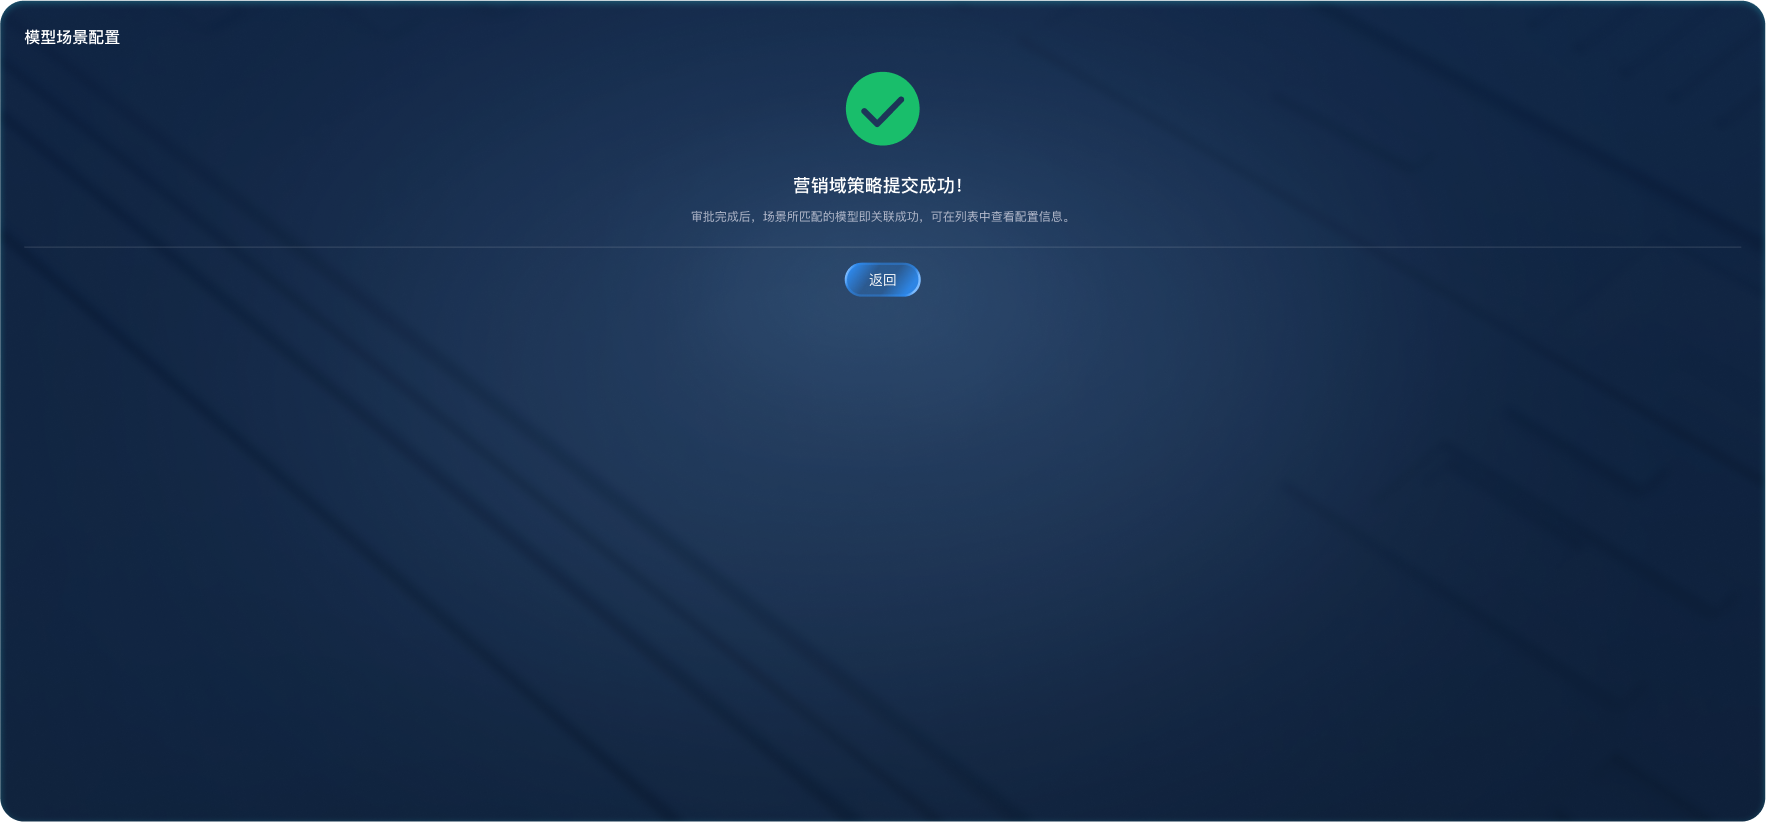 模型场景配置
营销域策略提交成功！
审批完成后，场景所匹配的模型即关联成功，可在列表中查看配置信息。
返回